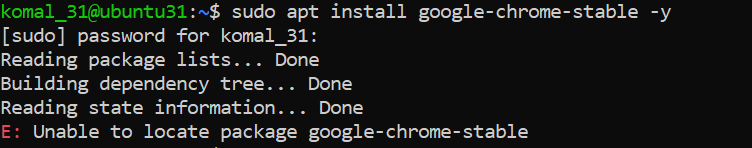 komal_31@ubuntu31:~$ sudo apt install google-chrome-stable -y
[sudo] password for komal_31:
Reading package lists... Done
Building dependency tree... Done
Reading state information... Done
E: Unable to locate package google-chrome-stable